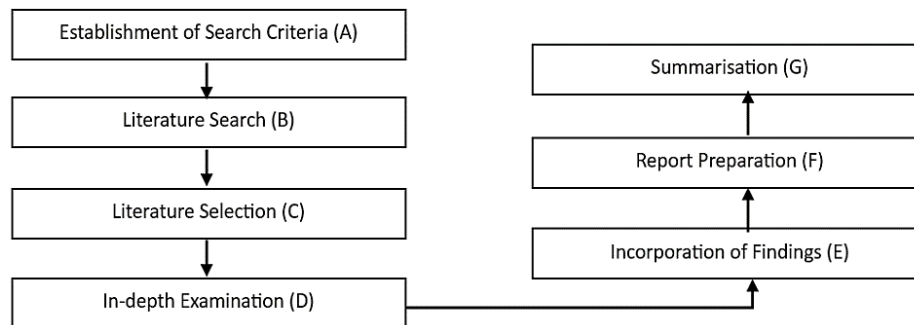 Establishment of Search Criteria (A)
Literature Search (B)
Literature Selection (C)
In-depth Examination (D)
Incorporation of Findings (E)
Report Preparation (F)
Summarisation (G)